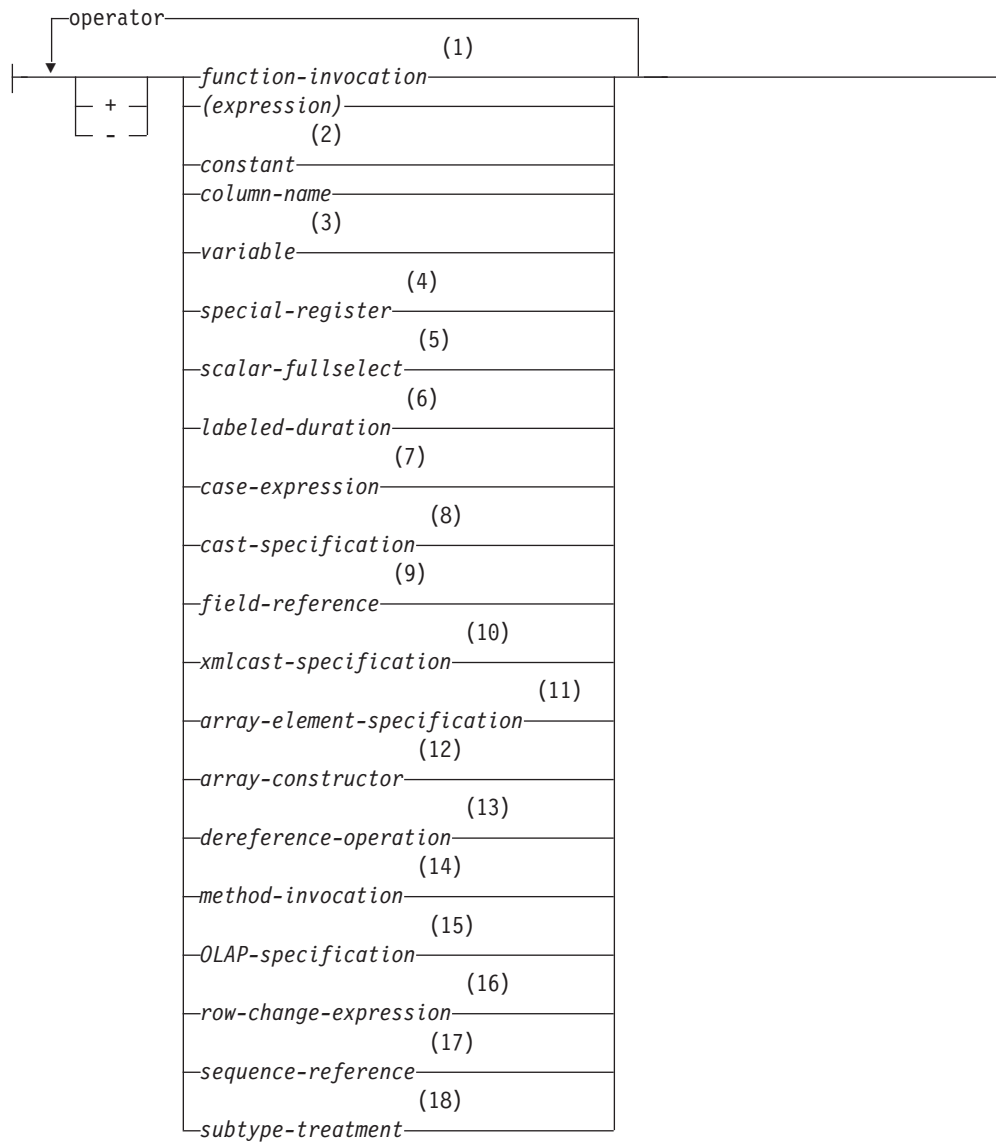 operator
(1)
function-invocation
+
(expression)
-
(2)
constant
column-name
(3)
variable
(4)
special-register
(5)
scalar-fullselect
(6)
labeled-duration
(7)
case-expression
(8)
cast-specification
(9)
field-reference
(10)
xmlcast-specification
(11)
array-element-specification
(12)
array-constructor
(13)
dereference-operation
(14)
method-invocation
(15)
OLAP-specification
(16)
row-change-expression
(17)
sequence-reference
(18)
subtype-treatment